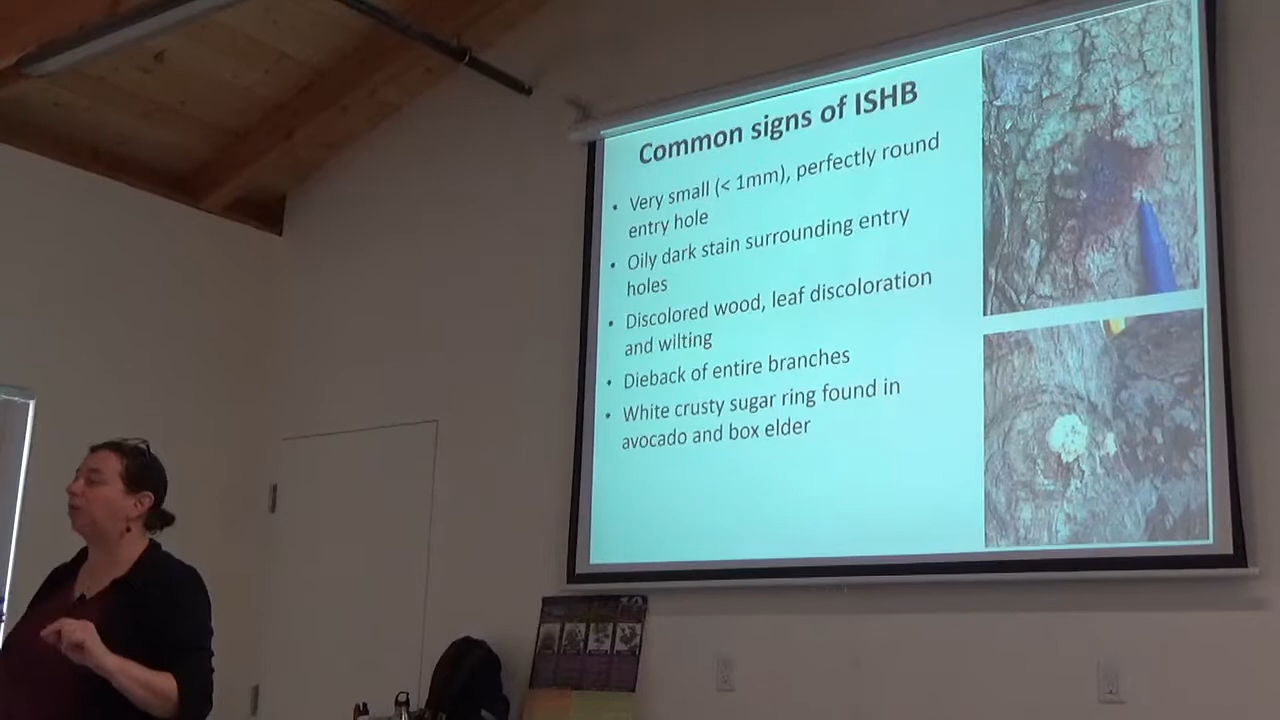 Common signs of ISHB
• Very small (< 1mm), perfectly round
entry hole
• Oily dark stain surrounding entry
holes
• Discolored wood, leaf discoloration
and wilting
• Dieback of entire branches
• White crusty sugar ring found in
avocado and box elder